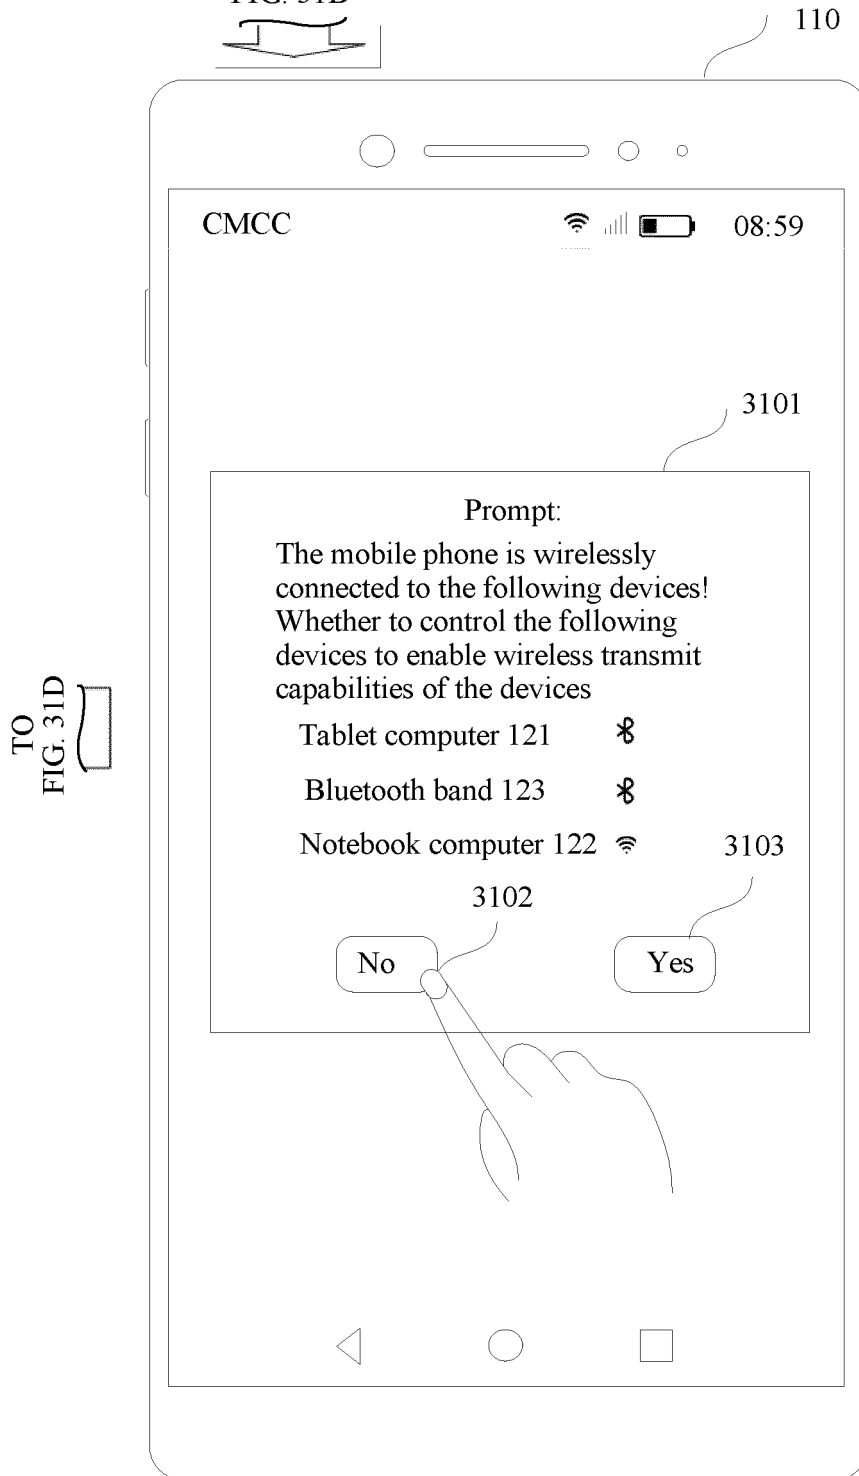 110
CMCC 08:59
3101
Prompt:
The mobile phone is wirelessly
connected to the following devices!
Whether to control the following
devices to enable wireless transmit
capabilities of the devices
TO
FIG. 31D
Tablet computer 121
Bluetooth band 123
Notebook computer 122
3103
3102
No
Yes